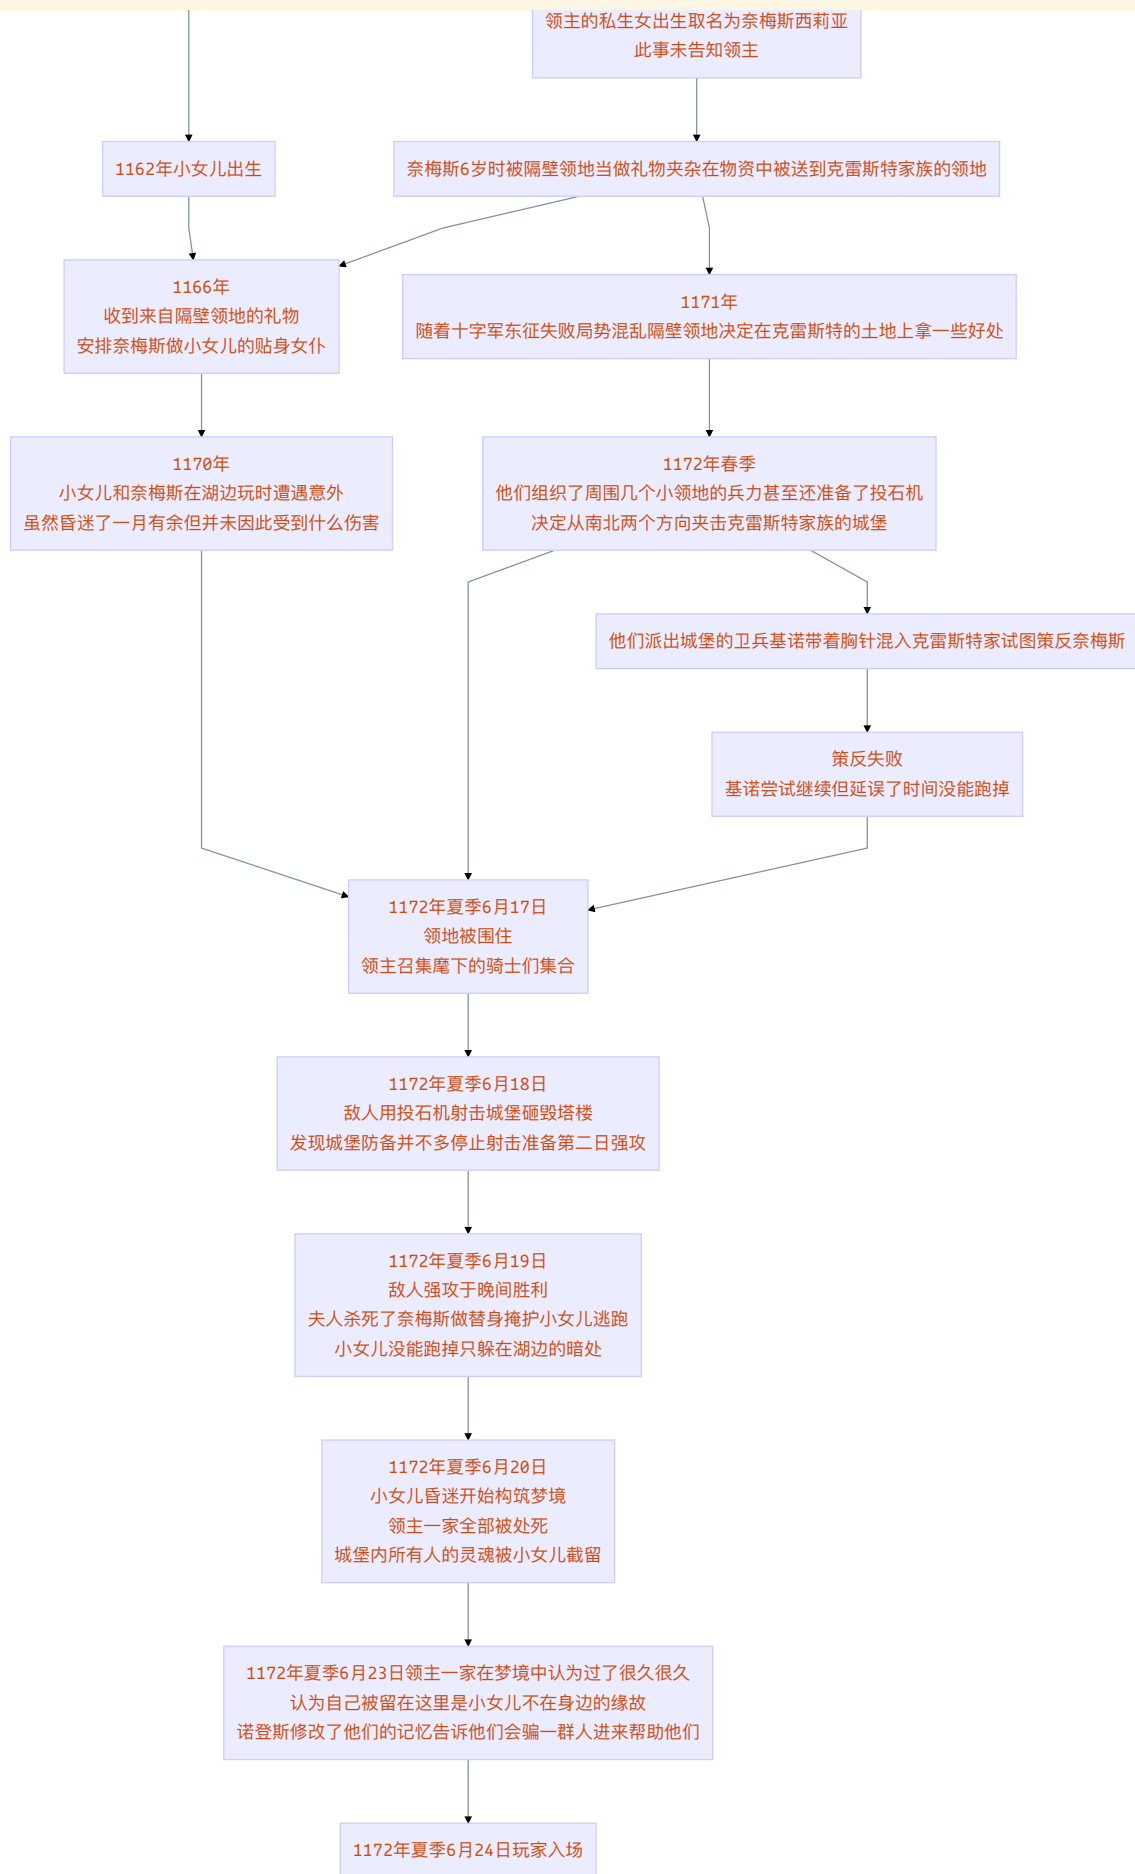 领主的私生女出生取名为奈梅斯西莉亚
此事未告知领主
1162年小女儿出生
奈梅斯6岁时被隔壁领地当做礼物夹杂在物资中被送到克雷斯特家族的领地
1166年
收到来自隔壁领地的礼物
安排奈梅斯做小女儿的贴身女仆
1171年
随着十字军东征失败局势混乱隔壁领地决定在克雷斯特的土地上拿一些好处
1170年
小女儿和奈梅斯在湖边玩时遭遇意外
虽然昏迷了一月有余但并未因此受到什么伤害
1172年春季
他们组织了周围几个小领地的兵力甚至还准备了投石机
决定从南北两个方向夹击克雷斯特家族的城堡
他们派出城堡的卫兵基诺带着胸针混入克雷斯特家试图策反奈梅斯
策反失败
基诺尝试继续但延误了时间没能跑掉
1172年夏季6月17日
领地被围住
领主召集麾下的骑士们集合
1172年夏季6月18日
敌人用投石机射击城堡砸毁塔楼
发现城堡防备并不多停止射击准备第二日强攻
1172年夏季6月19日
敌人强攻于晚间胜利
夫人杀死了奈梅斯做替身掩护小女儿逃跑
小女儿没能跑掉只躲在湖边的暗处
1172年夏季6月20日
小女儿昏迷开始构筑梦境
领主一家全部被处死
城堡内所有人的灵魂被小女儿截留
1172年夏季6月23日领主一家在梦境中认为过了很久很久
认为自己被留在这里是小女儿不在身边的缘故
诺登斯修改了他们的记忆告诉他们会骗一群人进来帮助他们
1172年夏季6月24日玩家入场